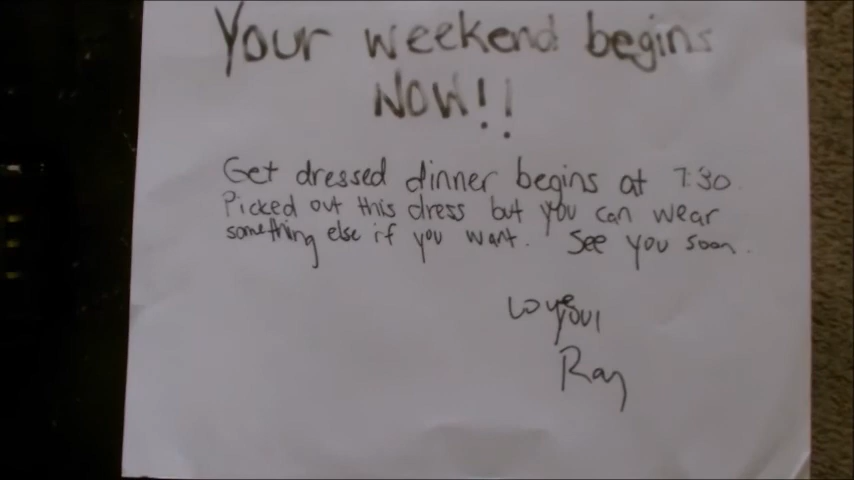 Your weekend begins
NOW!!
Get dressed dinner begins at 7:30
Picked out this dress but you can wear
something else if you want. See you soon.
Love
you!
Ray